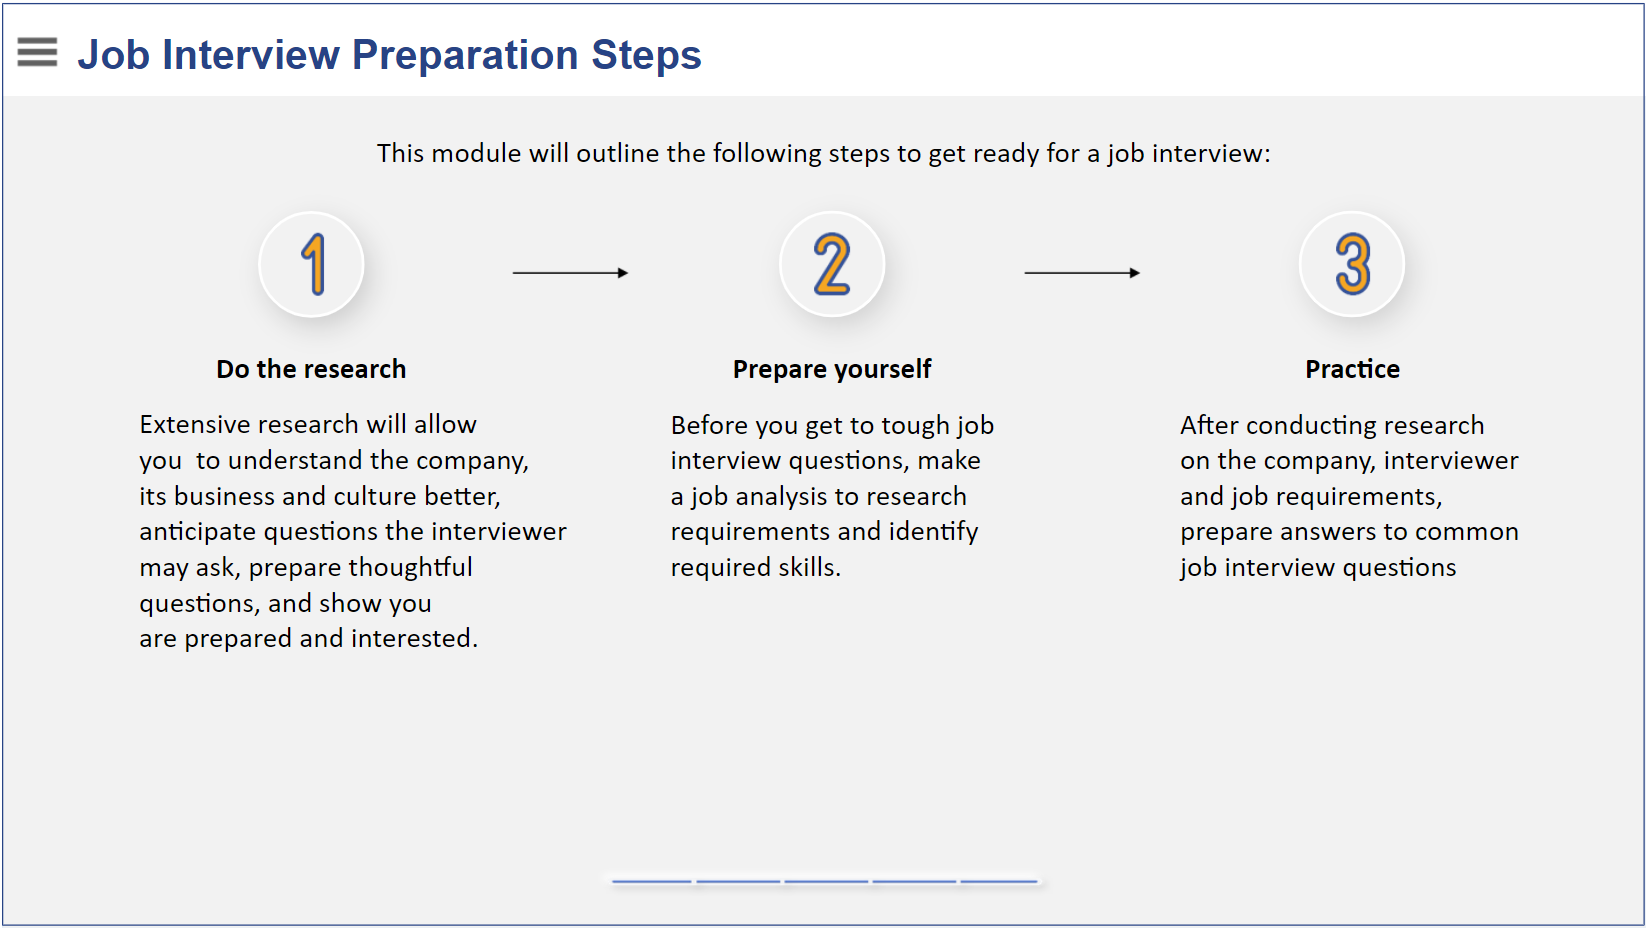 Job Interview Preparation Steps
This module will outline the following steps to get ready for a job interview:
1
2
3
Do the research
Extensive research will allow
you  to understand the company,
its business and culture better,
anticipate questions the interviewer
may ask, prepare thoughtful
questions, and show you
are prepared and interested.
Prepare yourself
Before you get to tough job
interview questions, make
a job analysis to research
requirements and identify
required skills.
Practice
After conducting research
on the company, interviewer
and job requirements,
prepare answers to common
job interview questions